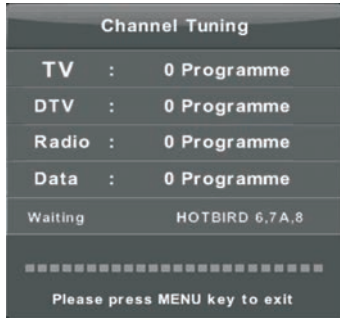 Channel Tuning
TV : 0 Programme
DTV : 0 Programme
Radio : 0 Programme
Data : 0 Programme
Waiting HOTBIRD 6,7A,8
Please press MENU key to exit